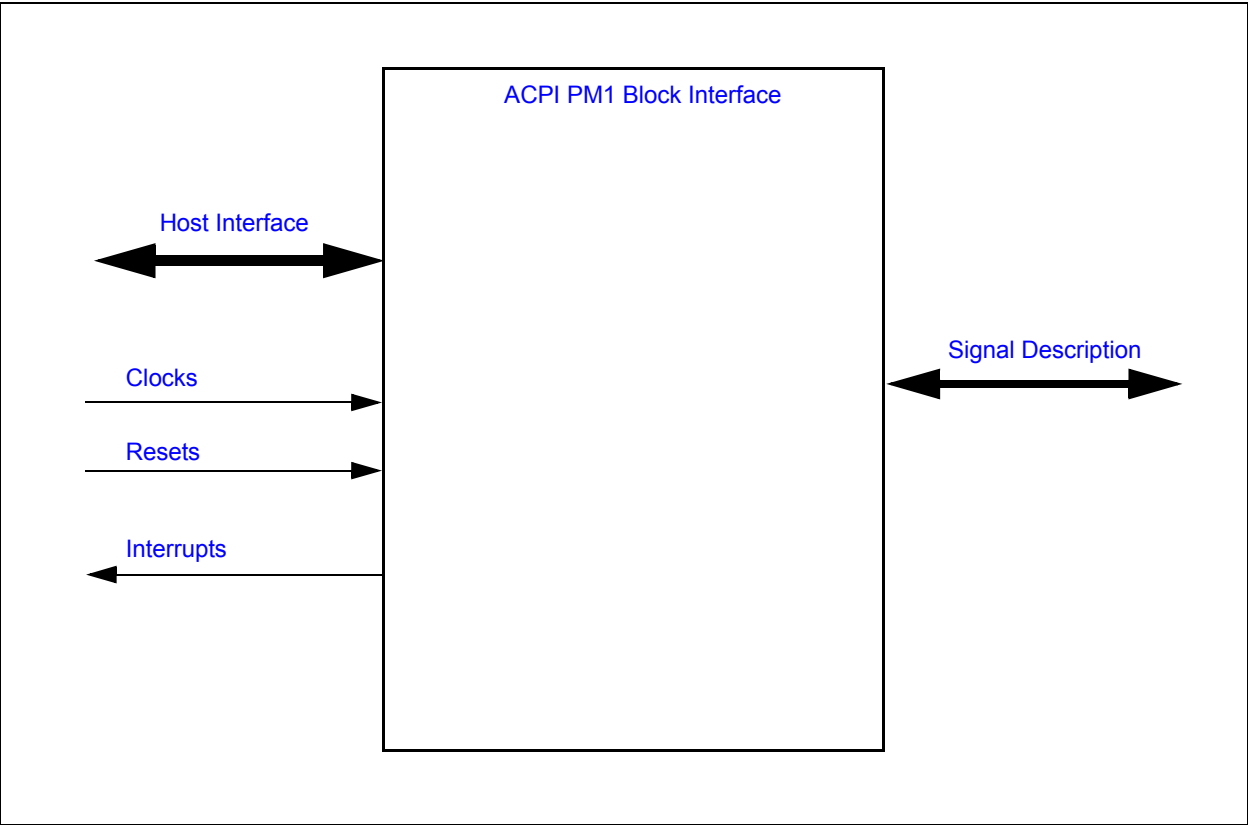 ACPI PM1 Block Interface
Host Interface
Signal Description
Clocks
Resets
Interrupts